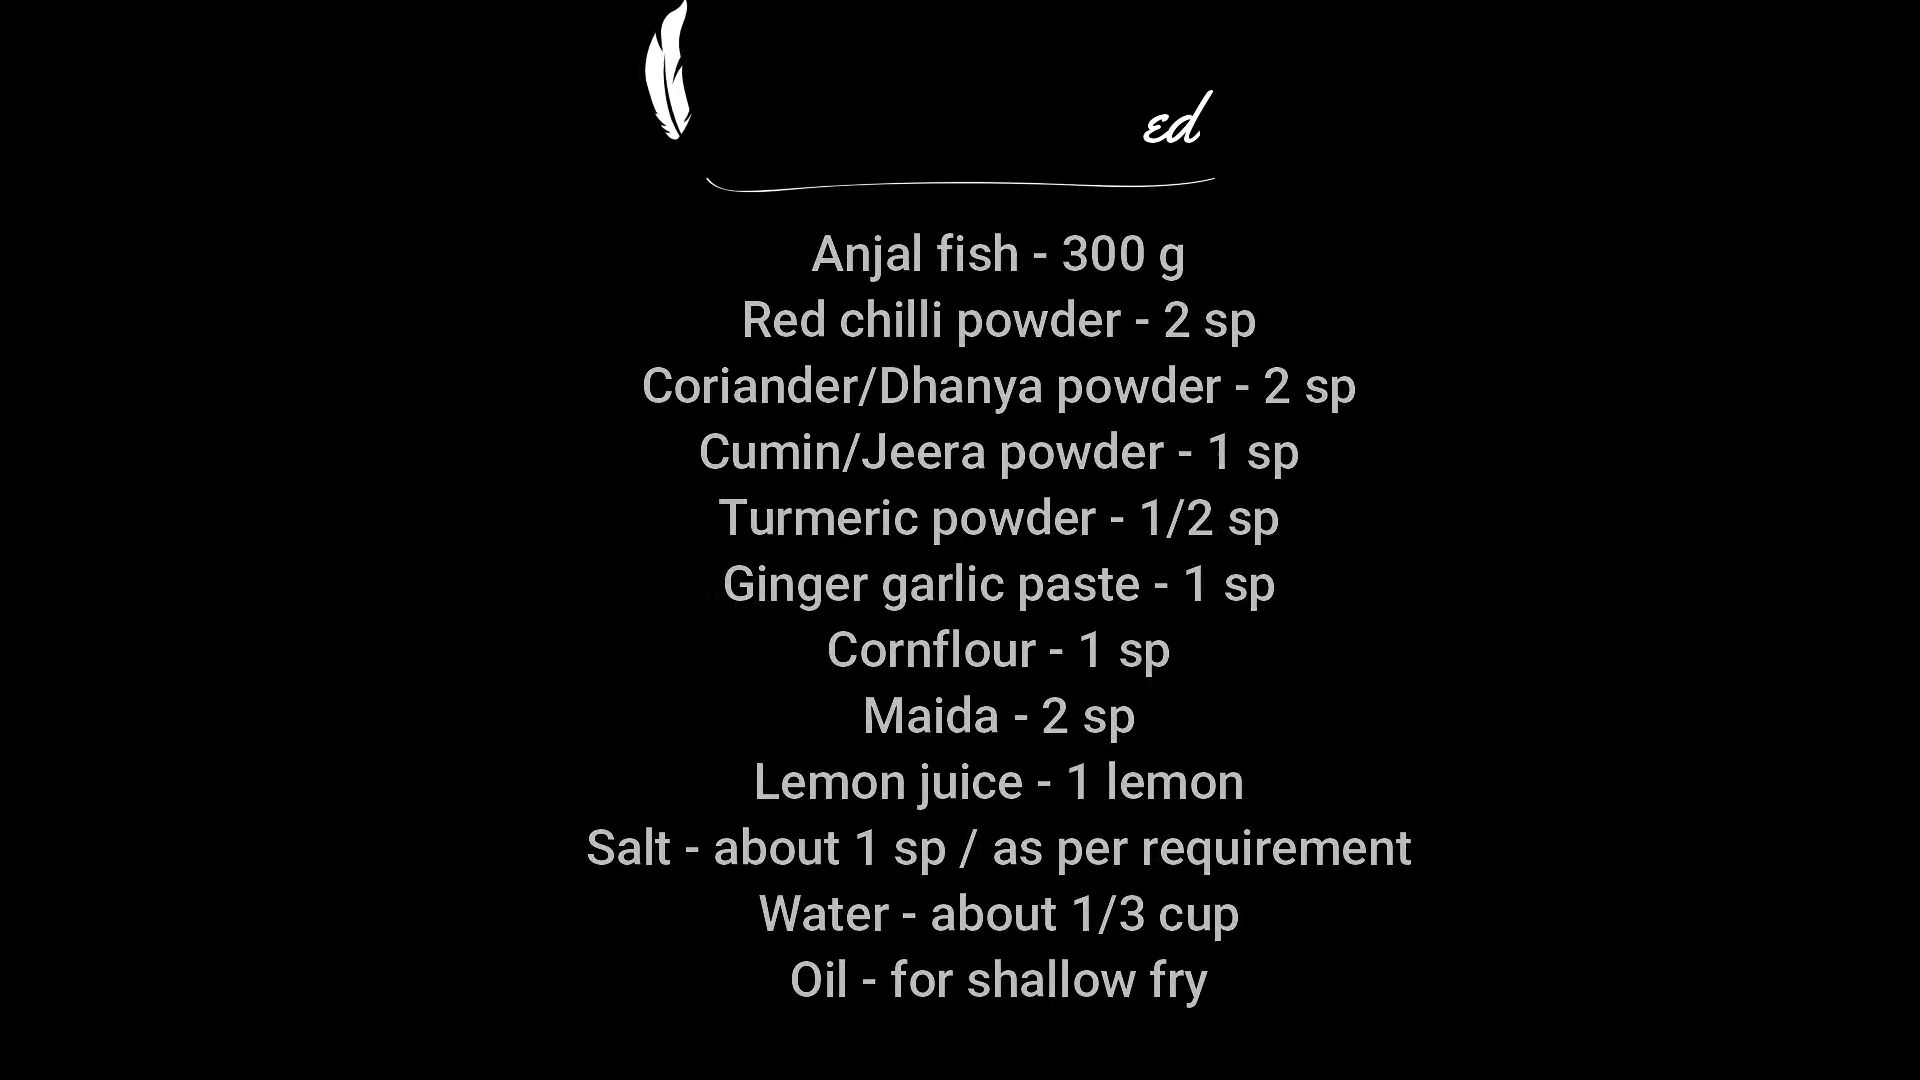 ed
Anjal fish - 300 g
Red chilli powder - 2 sp
Coriander/Dhanya powder - 2 sp
Cumin/Jeera powder - 1 sp
Turmeric powder - 1/2 sp
Ginger garlic paste - 1 sp
Cornflour - 1 sp
Maida - 2 sp
Lemon juice - 1 lemon
Salt - about 1 sp / as per requirement
Water - about 1/3 cup
Oil - for shallow fry